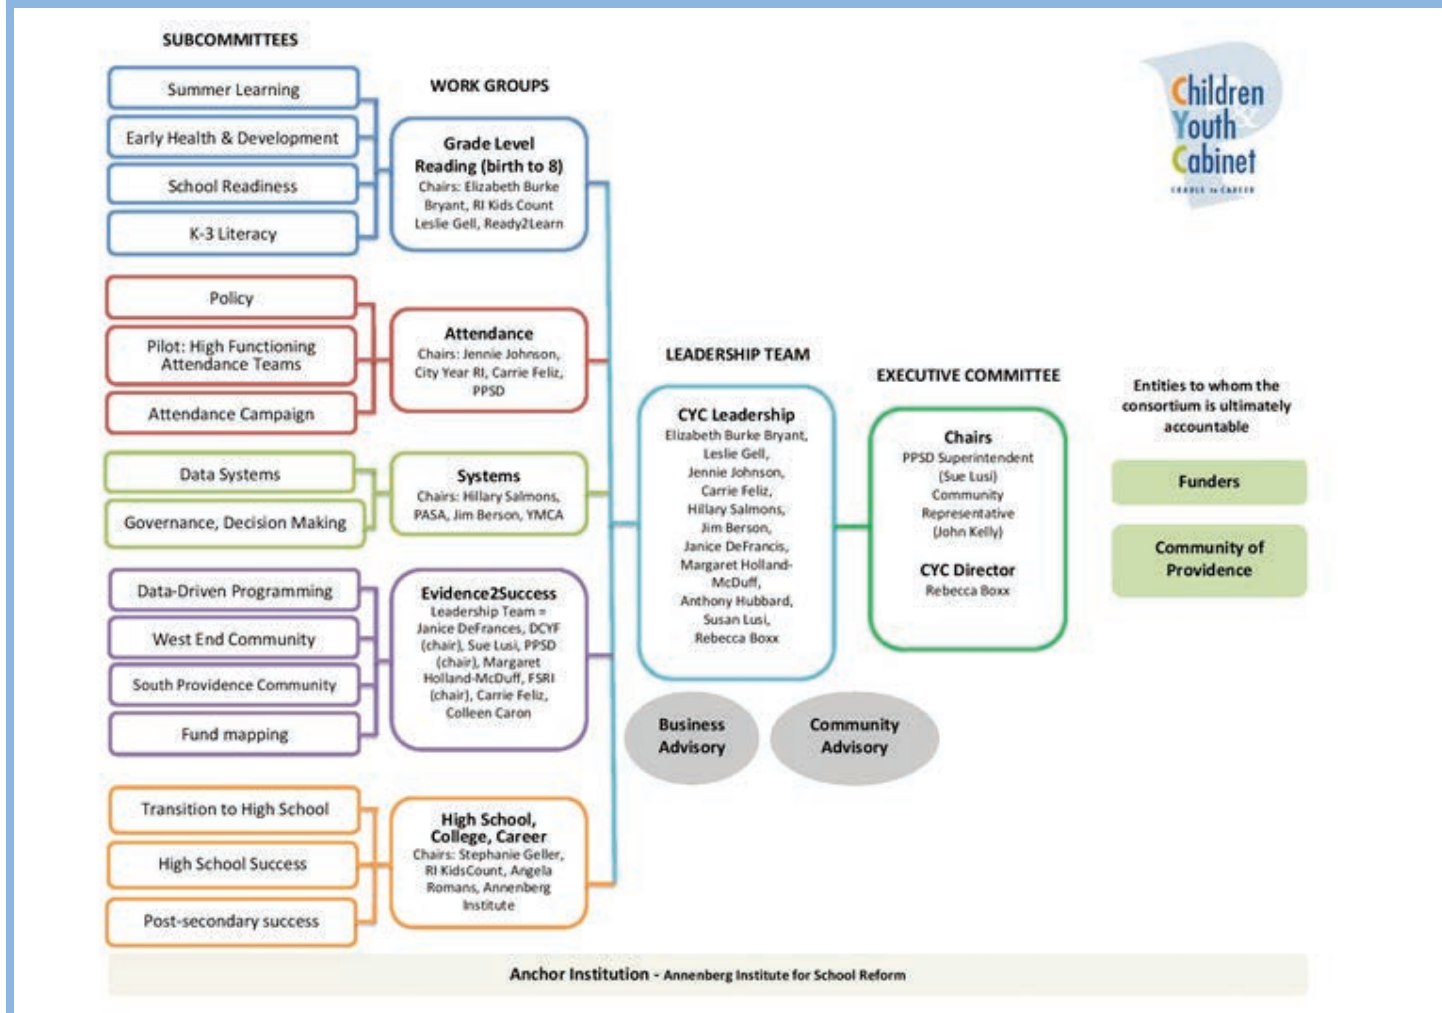 SUBCOMMITTEES
Summer Learning
Early Health & Development
School Readiness
K-3 Literacy
Policy
Pilot: High Functioning
Attendance Teams
Attendance Campaign
Data Systems
Governance, Decision Making
Data-Driven Programming
West End Community
South Providence Community
Fund mapping
Transition to High School
High School Success
Post-secondary success
WORK GROUPS
Grade Level
Reading (birth to 8)
Chairs: Elizabeth Burke
Bryant, RI Kids Count
Leslie Gell, Ready2Learn
Attendance
Chairs: Jennie Johnson,
City Year RI, Carrie Feliz,
PPSD
Systems
Chairs: Hillary Salmons,
PASA, Jim Berson, YMCA
Evidence2Success
Leadership Team =
Janice DeFrances, DCYF
(chair), Sue Lusi, PPSD
(chair), Margaret
Holland-McDuff, FSRI
(chair), Carrie Feliz,
Colleen Caron
High School,
College, Career
Chairs: Stephanie Geller,
RI KidsCount, Angela
Romans, Annenberg
Institute
LEADERSHIP TEAM
CYC Leadership
Elizabeth Burke Bryant,
Leslie Gell,
Jennie Johnson,
Carrie Feliz,
Hillary Salmons,
Jim Berson,
Janice DeFrancis,
Margaret Holland-
McDuff,
Anthony Hubbard,
Susan Lusi,
Rebecca Boxx
Business
Advisory
Community
Advisory
EXECUTIVE COMMITTEE
Chairs
PPSD Superintendent
(Sue Lusi)
Community
Representative
(John Kelly)
CYC Director
Rebecca Boxx
Children
&
Youth
Cabinet
CRADLE to CAREER
Entities to whom the
consortium is ultimately
accountable
Funders
Community of
Providence
Anchor Institution - Annenberg Institute for School Reform